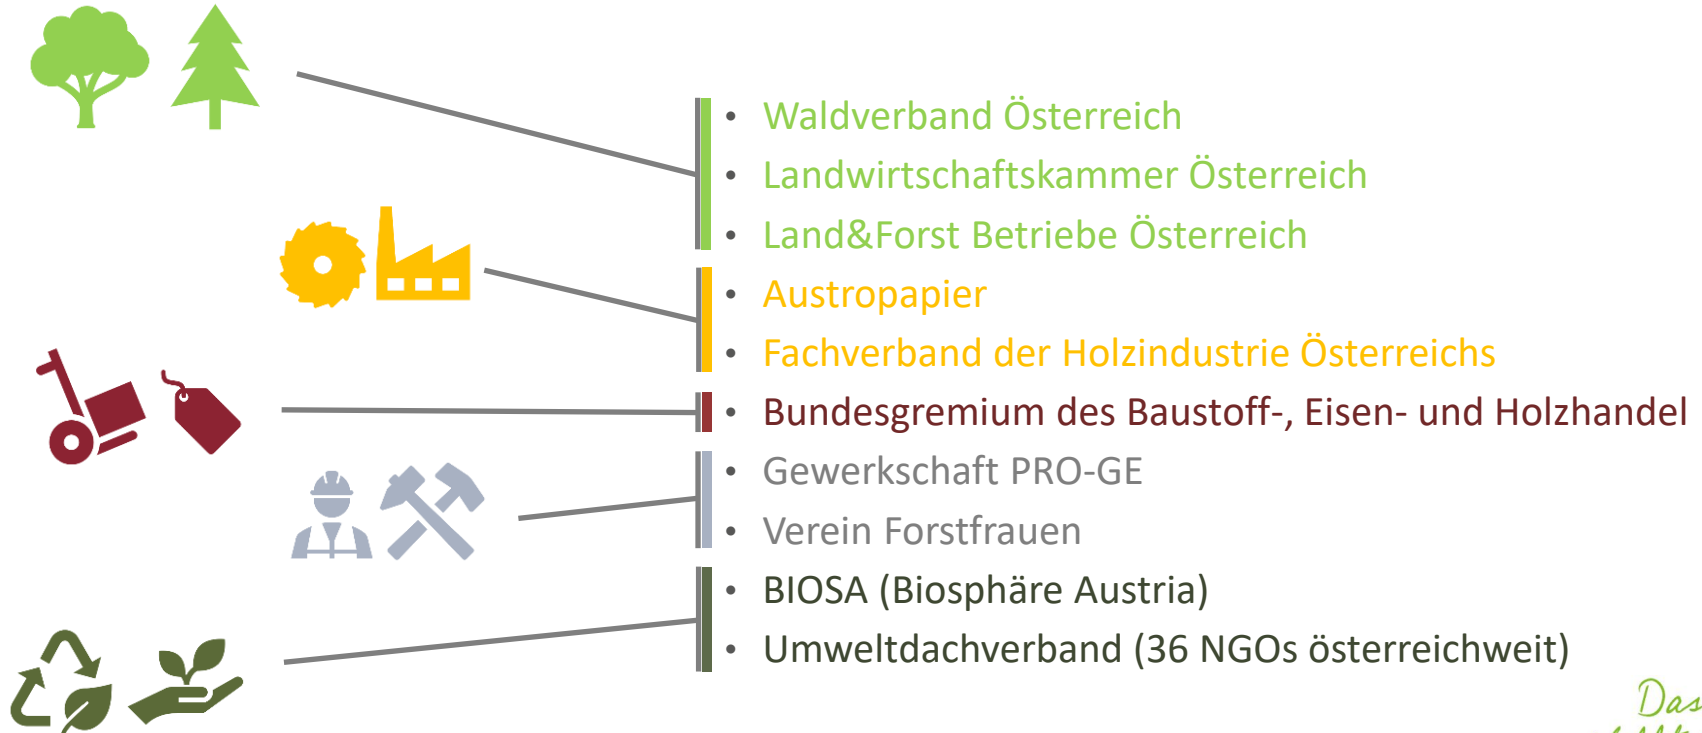 • Waldverband Österreich
• Landwirtschaftskammer Österreich
• Land&Forst Betriebe Österreich
• Austropapier
• Fachverband der Holzindustrie Österreichs
• Bundesgremium des Baustoff-, Eisen- und Holzhandel
• Gewerkschaft PRO-GE
• Verein Forstfrauen
• BIOSA (Biosphäre Austria)
• Umweltdachverband (36 NGOs österreichweit)
Das